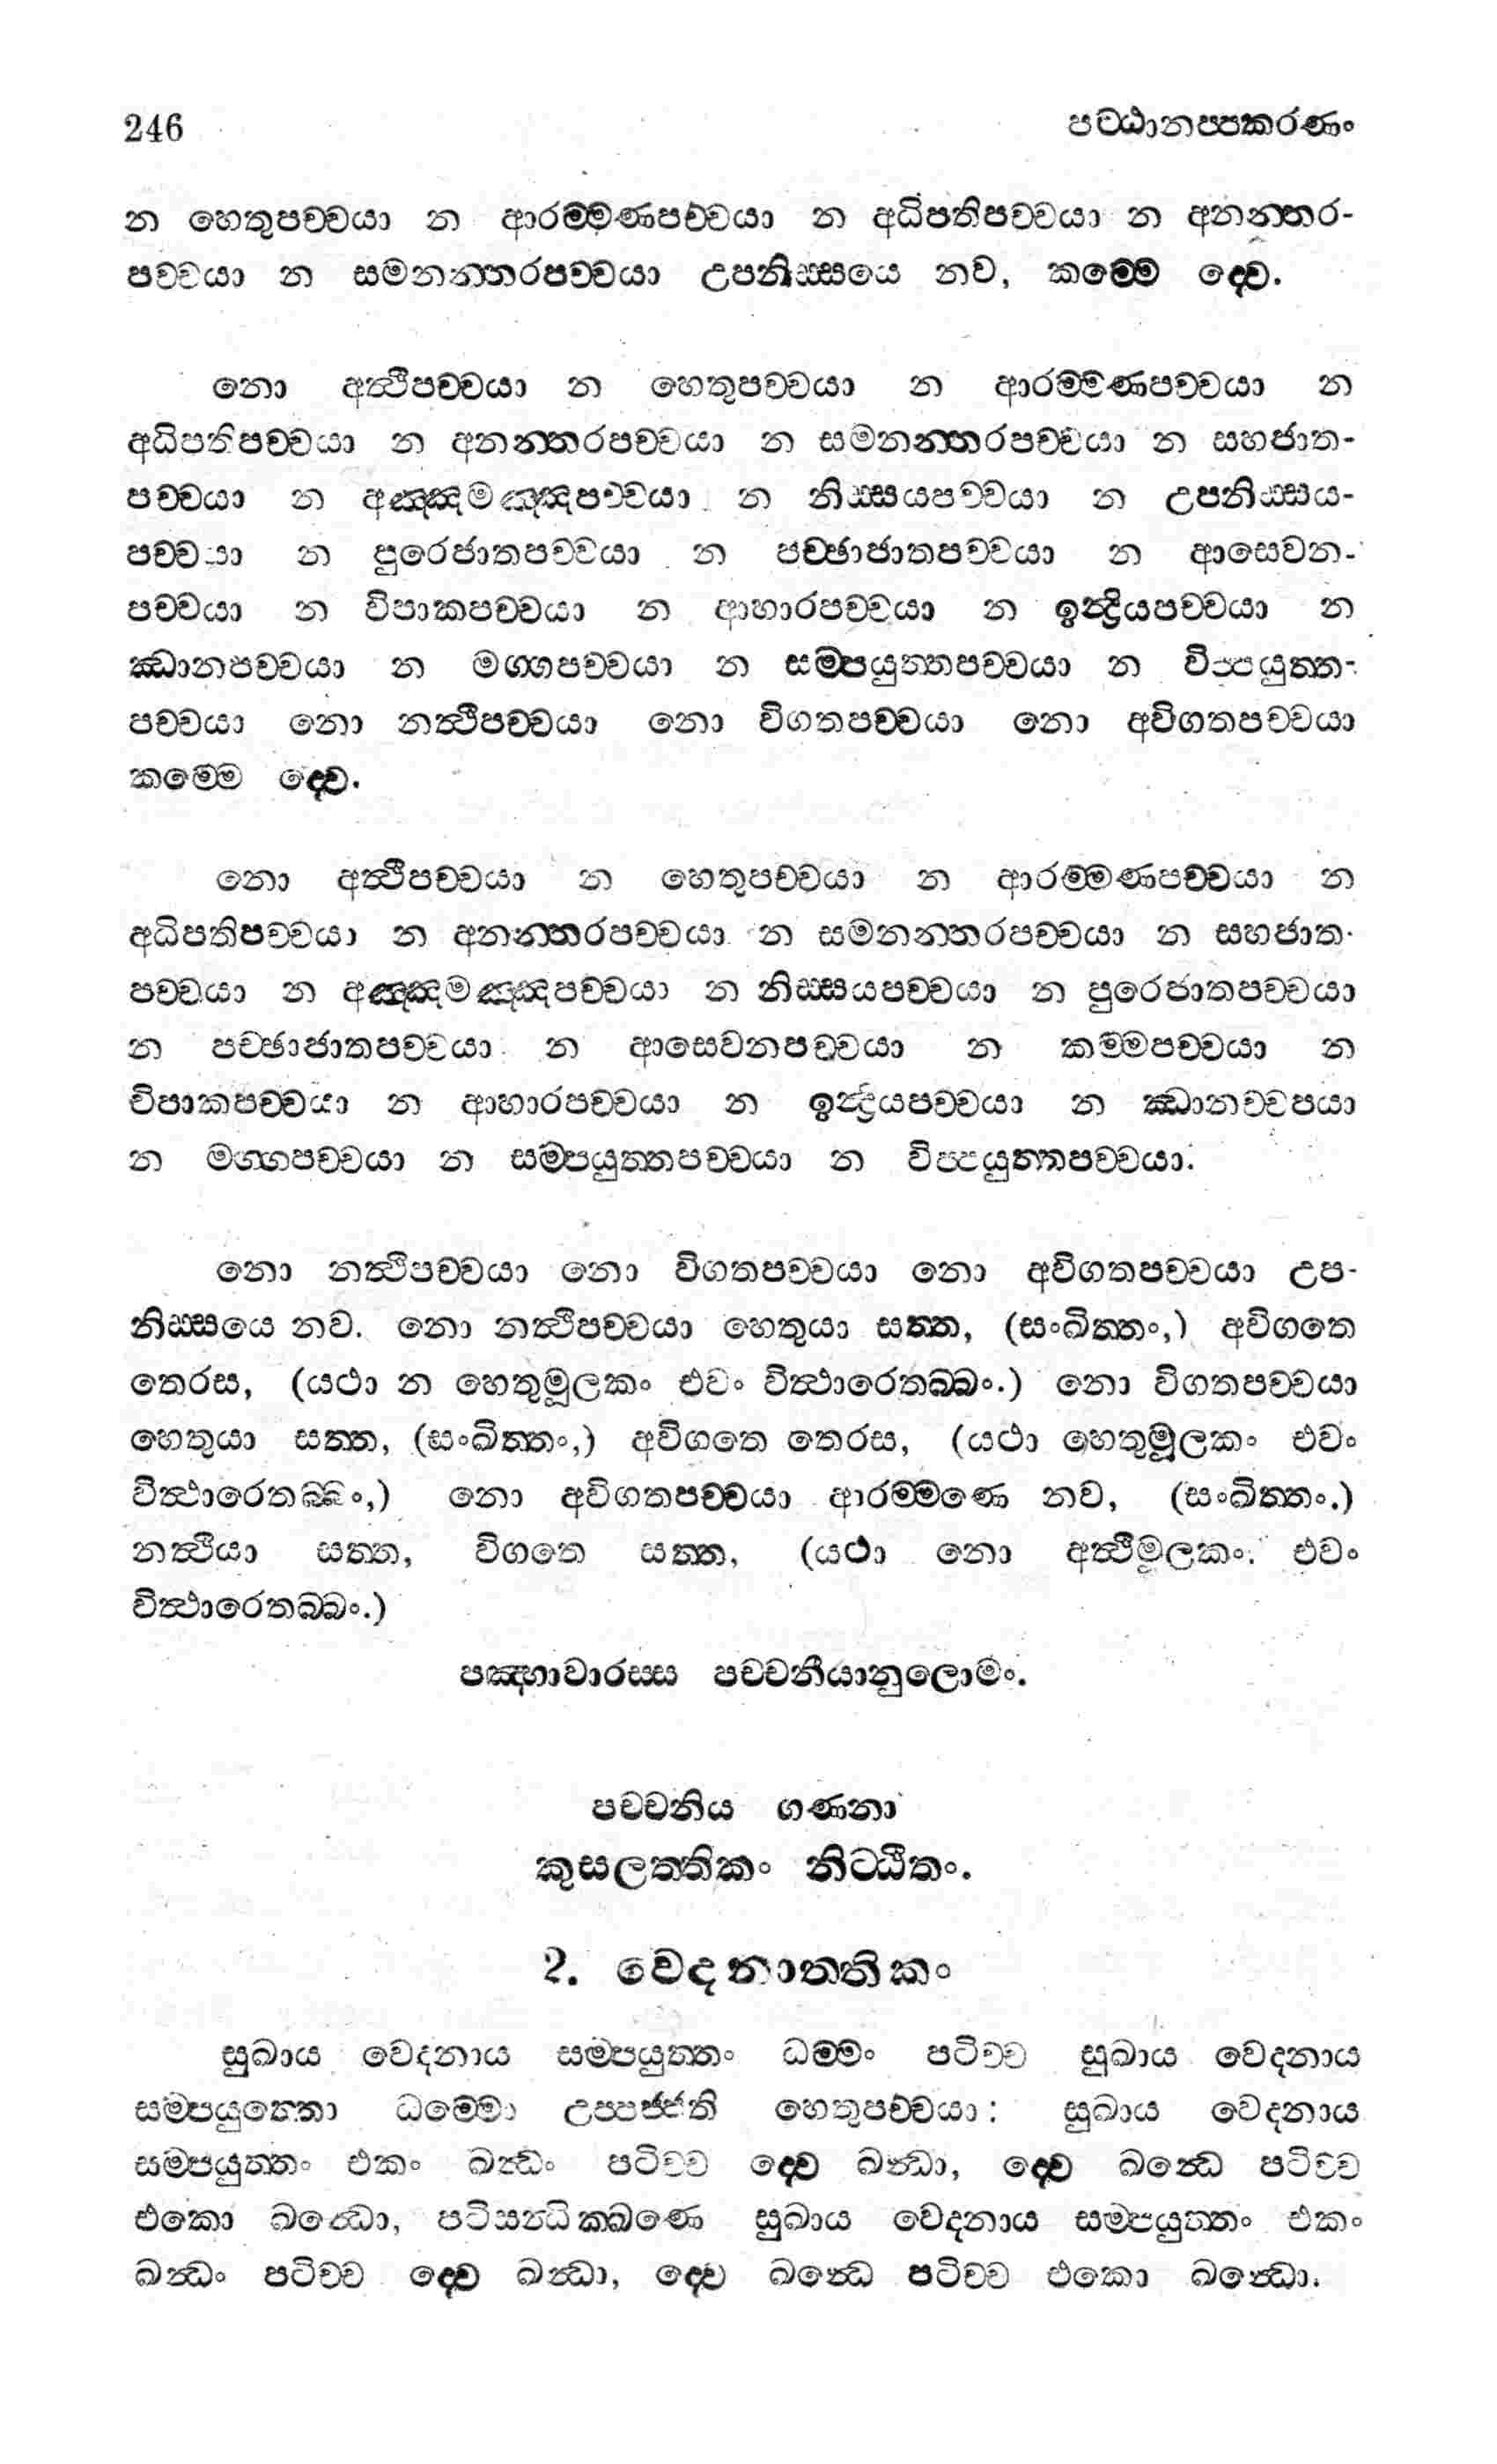 246 පට්ඨානප්පකරණං
න හෙතුපච්චයා න ආරම්මණපච්චයා න අධිපතිපච්චයා න අනන්තර-
පච්චයා න සමනන්තරපච්චයා උපනිස්සයෙ නව, කම්මෙ ද්වෙ.
නො අත්ථිපච්චයා න හෙතුපච්චයා න ආරම්මණපච්චයා න
අධිපතිපච්චයා න අනන්තරපච්චයා න සමනන්තරපච්චයා න සහජාත-
පච්චයා න අඤ්ඤමඤ්ඤපච්චයා න නිස්සයපච්චයා න උපනිස්සය-
පච්චයා න පුරෙජාතපච්චයා න පච්ඡාජාතපච්චයා න ආසෙවන-
පච්චයා න විපාකපච්චයා න ආහාරපච්චයා න ඉන්ද්‍රියපච්චයා න
ඣානපච්චයා න මග්ගපච්චයා න සම්පයුත්තපච්චයා න විප්පයුත්ත-
පච්චයා නො නත්ථිපච්චයා නො විගතපච්චයා නො අවිගතපච්චයා
කම්මෙ ද්වෙ.
නො අත්ථිපච්චයා න හෙතුපච්චයා න ආරම්මණපච්චයා න
අධිපතිපච්චයා න අනන්තරපච්චයා න සමනන්තරපච්චයා න සහජාත-
පච්චයා න අඤ්ඤමඤ්ඤපච්චයා න නිස්සයපච්චයා න පුරෙජාතපච්චයා
න පච්ඡාජාතපච්චයා න ආසෙවනපච්චයා න කම්මපච්චයා න
විපාකපච්චයා න ආහාරපච්චයා න ඉන්ද්‍රියපච්චයා න ඣානච්චපයා
න මග්ගපච්චයා න සම්පයුත්තපච්චයා න විප්පයුත්තපච්චයා.
නො නත්ථිපච්චයා නො විගතපච්චයා නො අවිගතපච්චයා උප-
නිස්සයෙ නව. නො නත්ථිපච්චයා හෙතුයා සත්ත, (සංඛිත්තං,) අවිගතෙ
තෙරස, (යථා න හෙතුමූලකං එවං විත්ථාරෙතබ්බං.) නො විගතපච්චයා
හෙතුයා සත්ත, (සංඛිත්තං,) අවිගතෙ තෙරස, (යථා හෙතුමූලකං එවං
විත්ථාරෙතබ්බං,) නො අවිගතපච්චයා ආරම්මණෙ නව, (සංඛිත්තං.)
නත්ථියා සත්ත, විගතෙ සත්ත, (යථා නො අත්ථිමූලකං. එවං
විත්ථාරෙතබ්බං.)
පඤ්හාවාරස්ස පච්චනීයානුලොමං.
පච්චනිය ගණනා
කුසලත්තිකං නිට්ඨිතං.
2. වෙදනාත්තිකං
සුඛාය වෙදනාය සම්පයුත්තං ධම්මං පටිච්ච සුඛාය වෙදනාය
සම්පයුත්තො ධම්මො උප්පජ්ජති හෙතුපච්චයා: සුඛාය වෙදනාය
සම්පයුත්තං එකං ඛන්ධං පටිච්ච ද්වෙ ඛන්ධා, ද්වෙ ඛන්ධෙ පටිච්ච
එකො ඛන්ධො, පටිසන්ධික්ඛණෙ සුඛාය වෙදනාය සම්පයුත්තං එකං
ඛන්ධං පටිච්ච ද්වෙ ඛන්ධා, ද්වෙ ඛන්ධෙ පටිච්ච එකො ඛන්ධො.